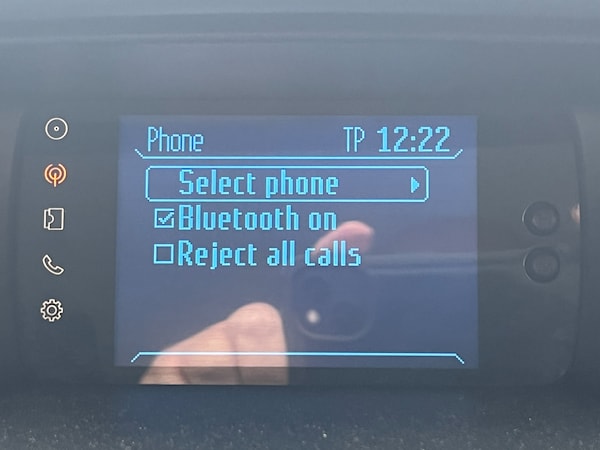 Phone TP 12:22
Select phone
Bluetooth on
Reject all calls